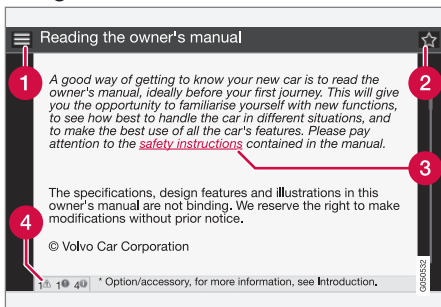 Reading the owner's manual
1
2
A good way of getting to know your new car is to read the
owner's manual, ideally before your first journey. This will give
you the opportunity to familiarise yourself with new functions,
to see how best to handle the car in different situations, and
to make the best use of all the car's features. Please pay
attention to the safety instructions contained in the manual.
3
The specifications, design features and illustrations in this
owner's manual are not binding. We reserve the right to make
modifications without prior notice.
© Volvo Car Corporation
4
1⚠ 1 4 * Option/accessory, for more information, see Introduction.
G050532